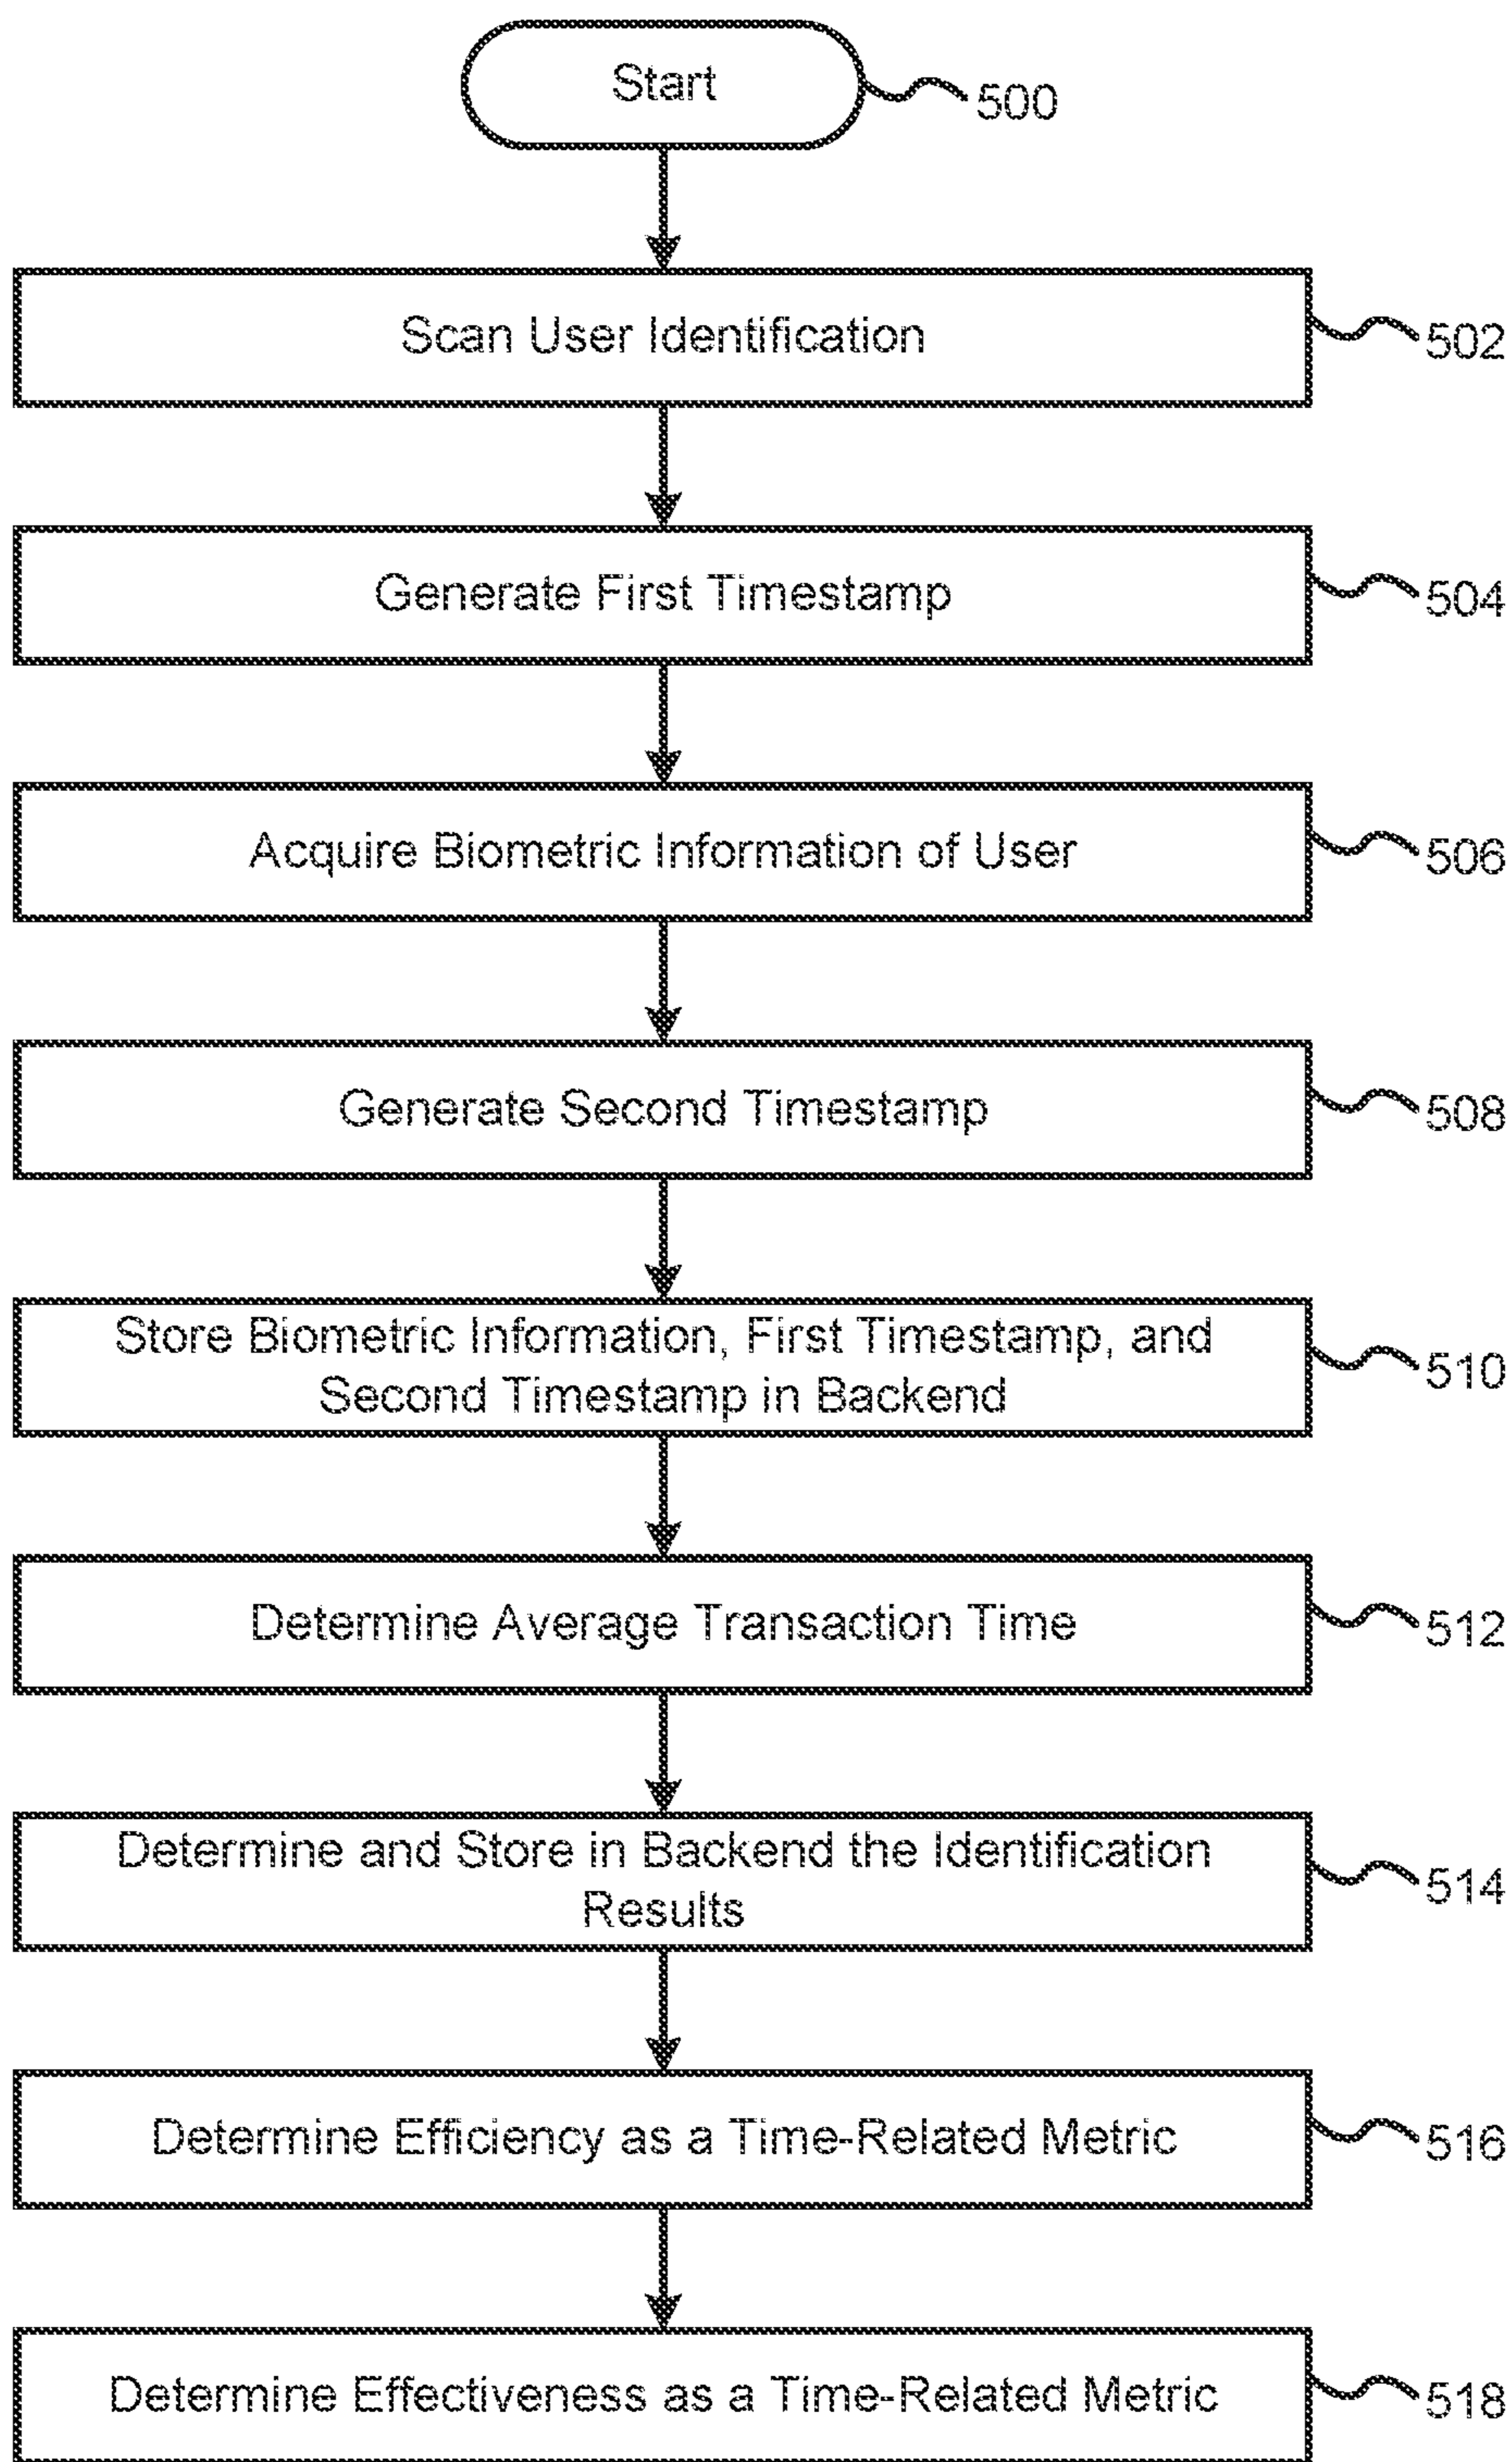 Start
500
Scan User Identification
502
Generate First Timestamp
504
Acquire Biometric Information of User
506
Generate Second Timestamp
508
Store Biometric Information, First Timestamp, and
Second Timestamp in Backend
510
Determine Average Transaction Time
512
Determine and Store in Backend the Identification
Results
514
Determine Efficiency as a Time-Related Metric
516
Determine Effectiveness as a Time-Related Metric
518